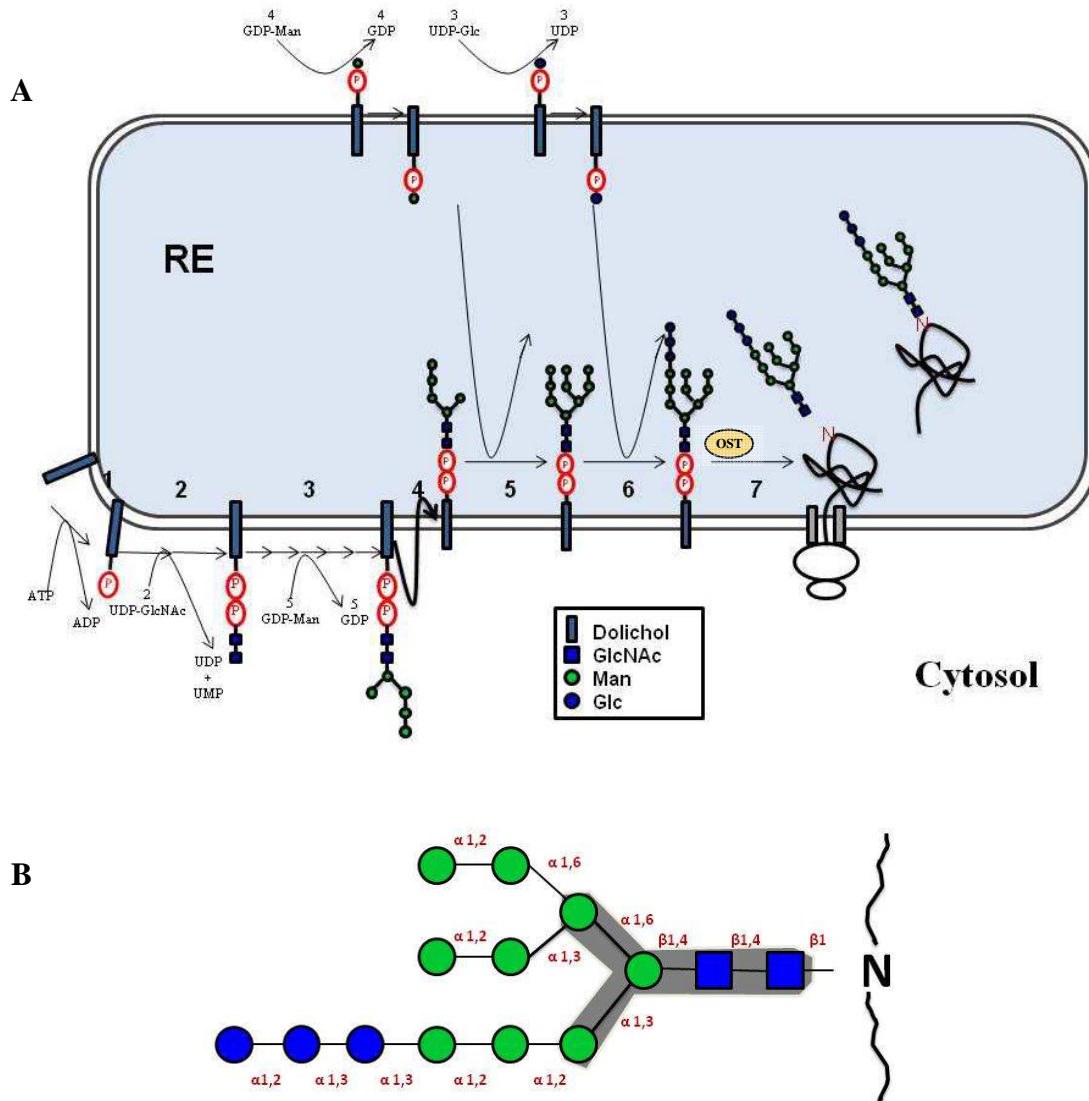 A
4 4 3 3
GDP-Man GDP UDP-Glc UDP
P P
P P
RE
P P P P
P P P P
OST
N
N
1 2 3 4 5 6 7
P P P
P P
ATP
ADP
2
UDP-GlcNAc
UDP
+
UMP
5 5
GDP-Man GDP
Dolichol
GlcNAc
Man
Glc
Cytosol
B
α 1,2
α 1,6
α 1,6
α 1,2
α 1,3
β1,4 β1,4 β1
N
α 1,3
α1,2 α 1,3 α 1,3 α 1,2 α 1,2